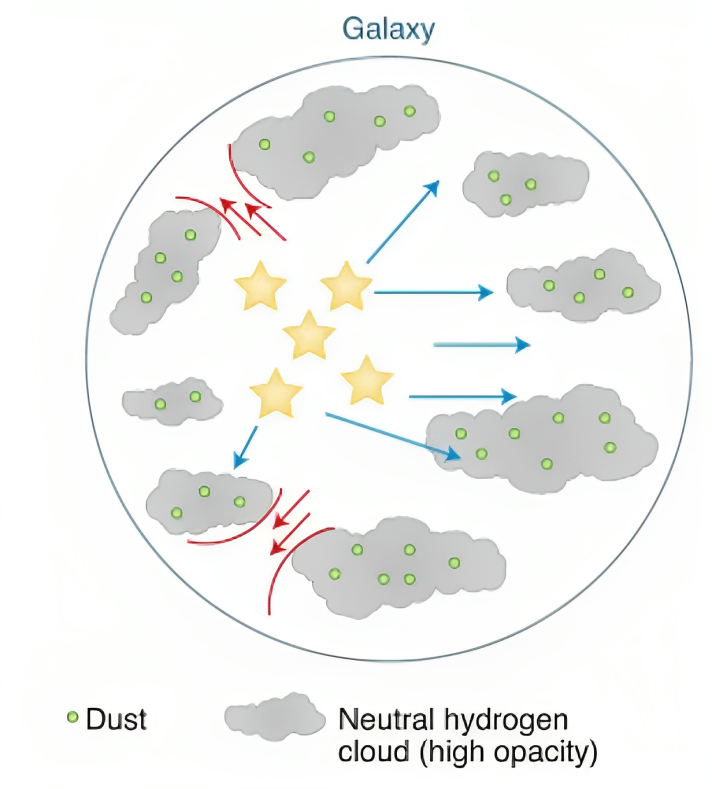 Galaxy
Dust
Neutral hydrogen
cloud (high opacity)